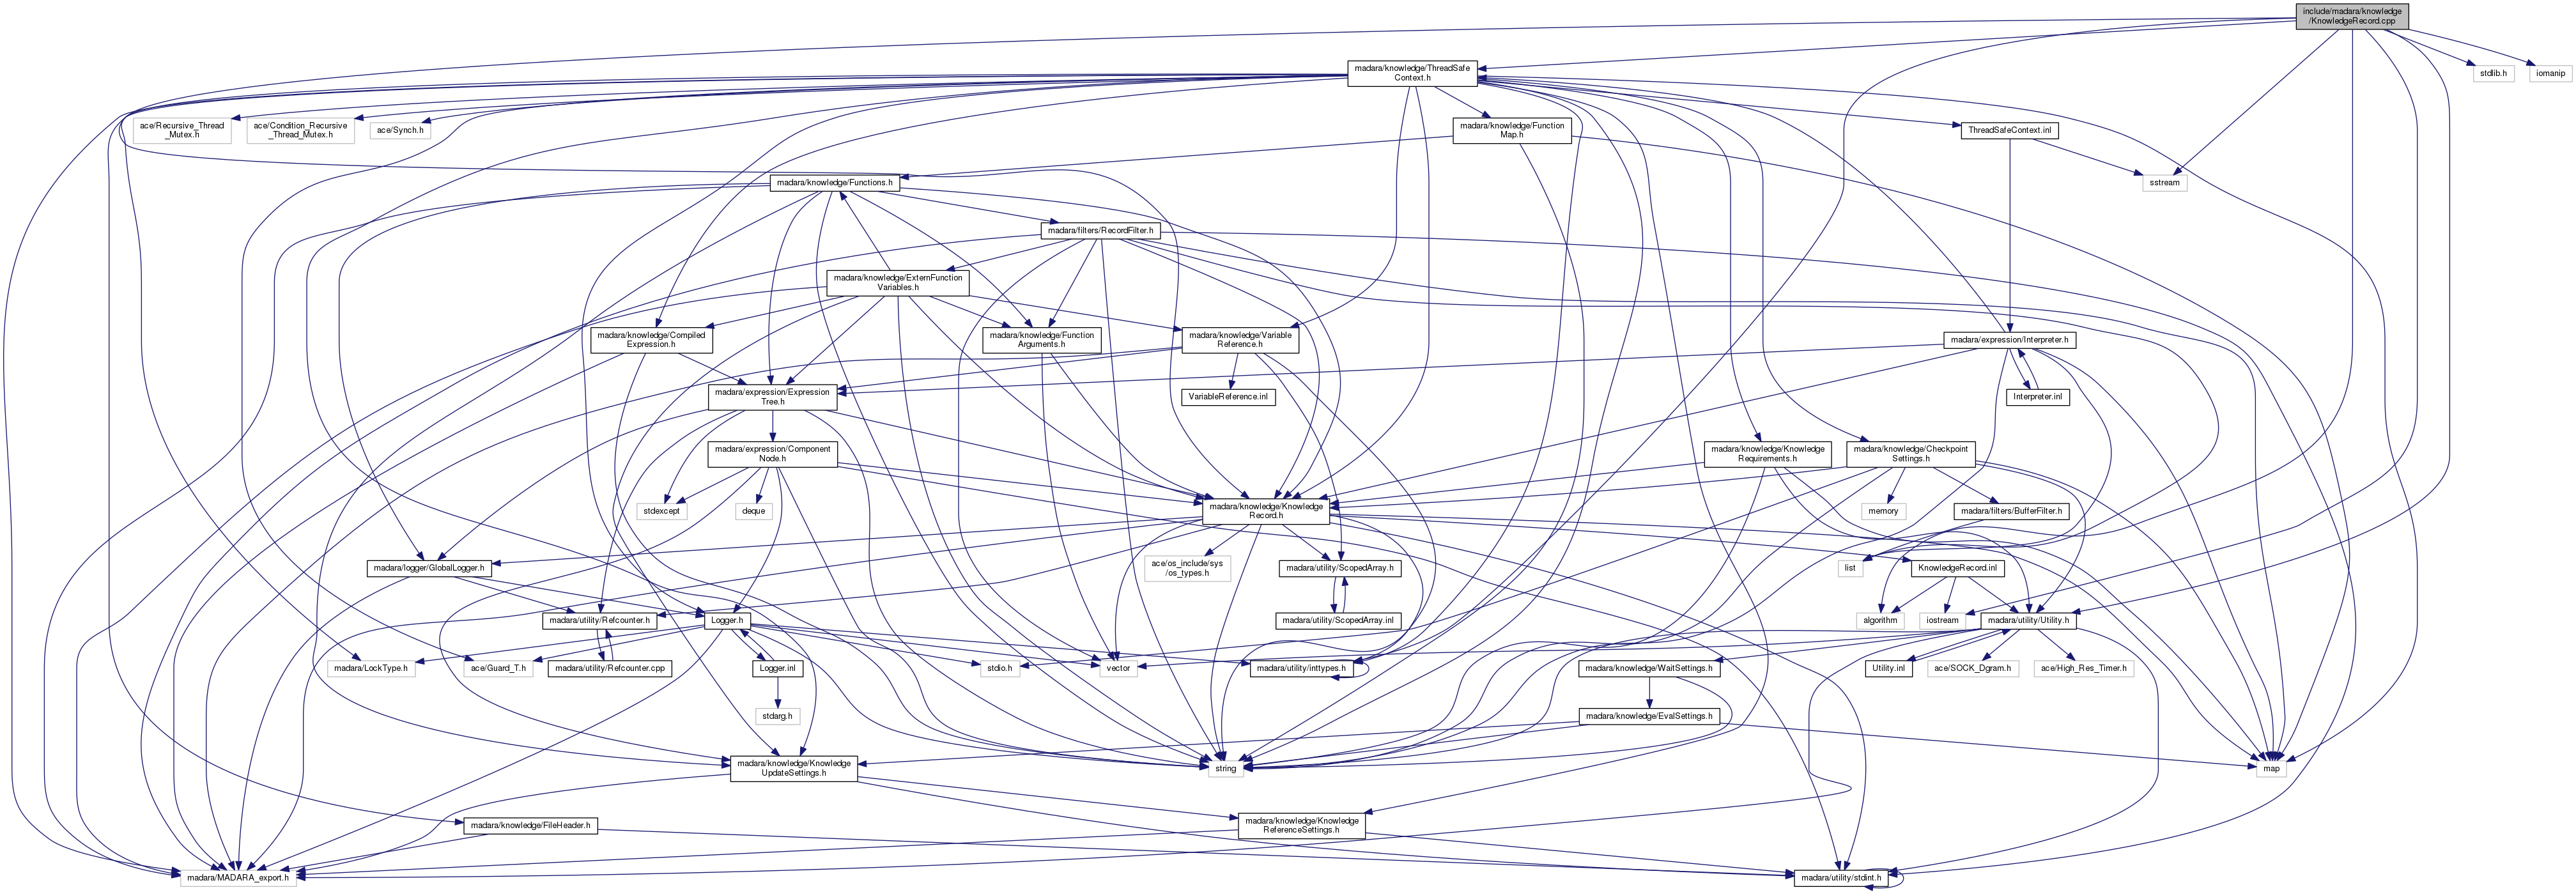 include/madara/knowledge
/KnowledgeRecord.cpp
madara/knowledge/ThreadSafe
Context.h
stdlib.h
iomanip
ace/Recursive_Thread
_Mutex.h
ace/Condition_Recursive
_Thread_Mutex.h
ace/Synch.h
madara/knowledge/Function
Map.h
ThreadSafeContext.inl
madara/knowledge/Functions.h
sstream
madara/filters/RecordFilter.h
madara/knowledge/ExternFunction
Variables.h
madara/knowledge/Compiled
Expression.h
madara/knowledge/Function
Arguments.h
madara/knowledge/Variable
Reference.h
madara/expression/Interpreter.h
madara/expression/Expression
Tree.h
VariableReference.inl
Interpreter.inl
madara/expression/Component
Node.h
madara/knowledge/Knowledge
Requirements.h
madara/knowledge/Checkpoint
Settings.h
stdexcept
deque
madara/knowledge/Knowledge
Record.h
memory
madara/filters/BufferFilter.h
madara/logger/GlobalLogger.h
ace/os_include/sys
/os_types.h
madara/utility/ScopedArray.h
list
KnowledgeRecord.inl
madara/utility/Refcounter.h
Logger.h
madara/utility/ScopedArray.inl
algorithm
iostream
madara/utility/Utility.h
madara/LockType.h
ace/Guard_T.h
madara/utility/Refcounter.cpp
Logger.inl
stdio.h
vector
madara/utility/inttypes.h
madara/knowledge/WaitSettings.h
Utility.inl
ace/SOCK_Dgram.h
ace/High_Res_Timer.h
stdarg.h
madara/knowledge/EvalSettings.h
madara/knowledge/Knowledge
UpdateSettings.h
string
map
madara/knowledge/FileHeader.h
madara/knowledge/Knowledge
ReferenceSettings.h
madara/MADARA_export.h
madara/utility/stdint.h